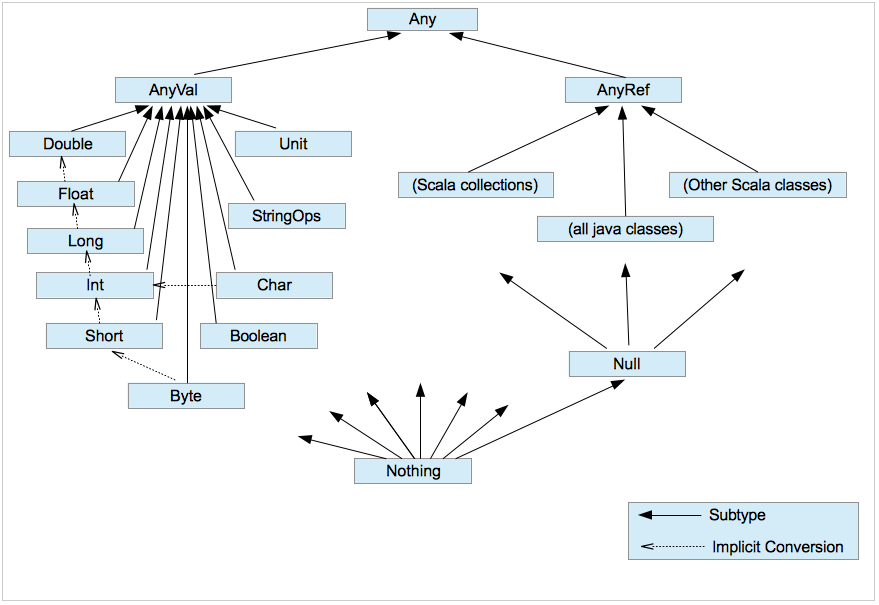 Any
AnyVal
AnyRef
Double
Unit
Float
(Scala collections)
(Other Scala classes)
StringOps
(all java classes)
Long
Int
Char
Short
Boolean
Null
Byte
Nothing
Subtype
Implicit Conversion